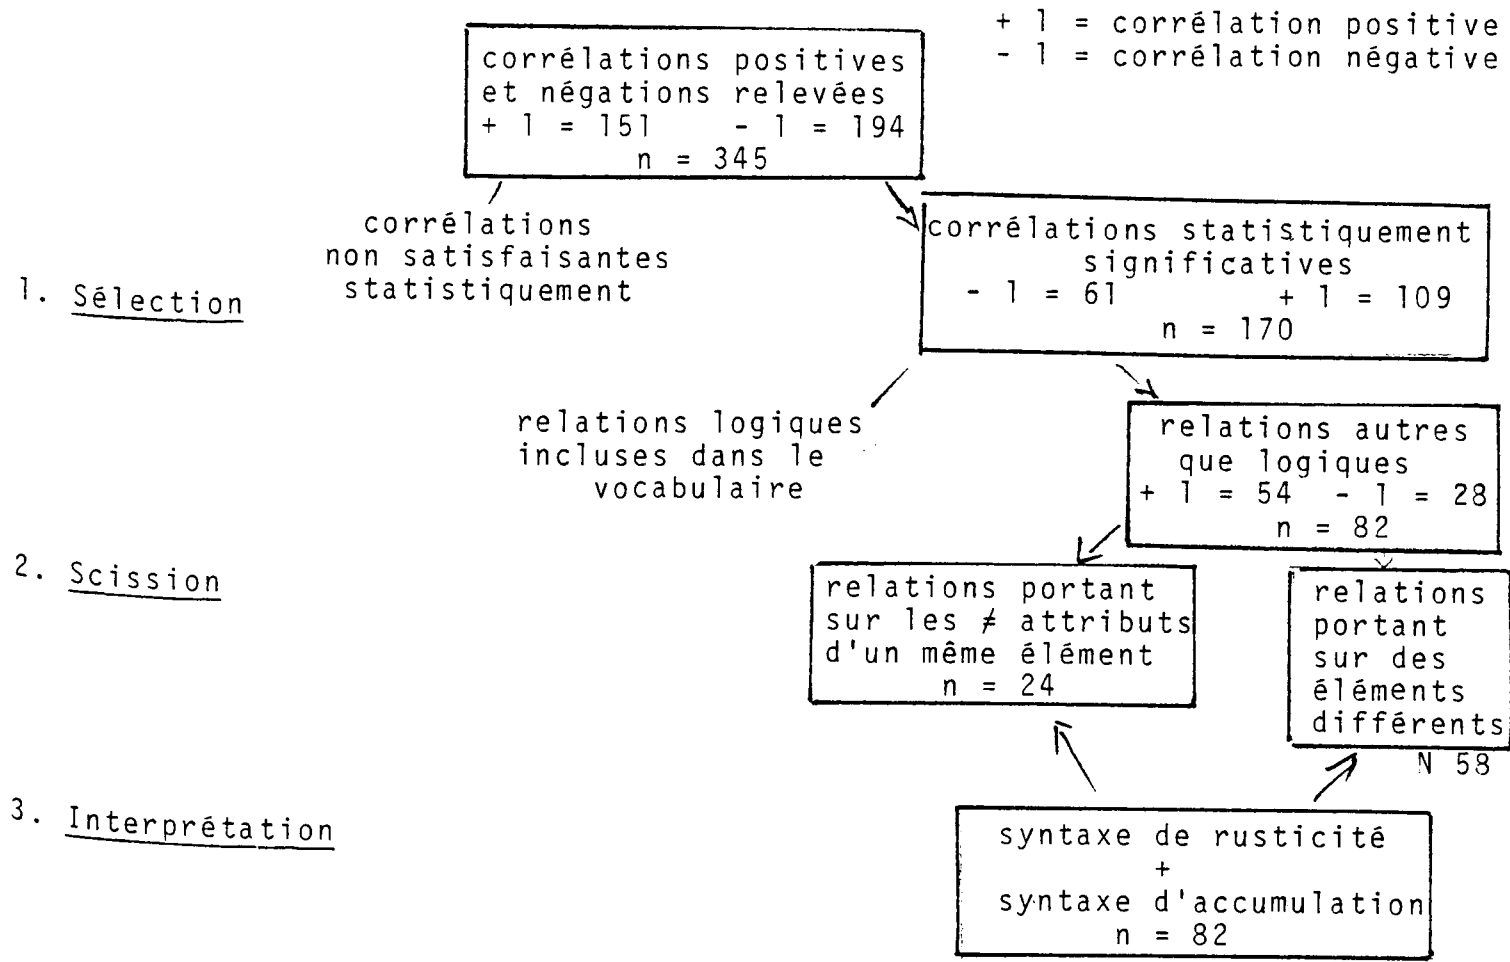 + 1 = corrélation positive
- 1 = corrélation négative
corrélations positives
et négations relevées
+ 1 = 151 - 1 = 194
n = 345
corrélations
non satisfaisantes
statistiquement
corrélations statistiquement
significatives
- 1 = 61 + 1 = 109
n = 170
1. Sélection
relations logiques
incluses dans le
vocabulaire
relations autres
que logiques
+ 1 = 54 - 1 = 28
n = 82
2. Scission
relations portant
sur les ≠ attributs
d'un même élément
n = 24
relations
portant
sur des
éléments
différents
N 58
3. Interprétation
syntaxe de rusticité
+
syntaxe d'accumulation
n = 82